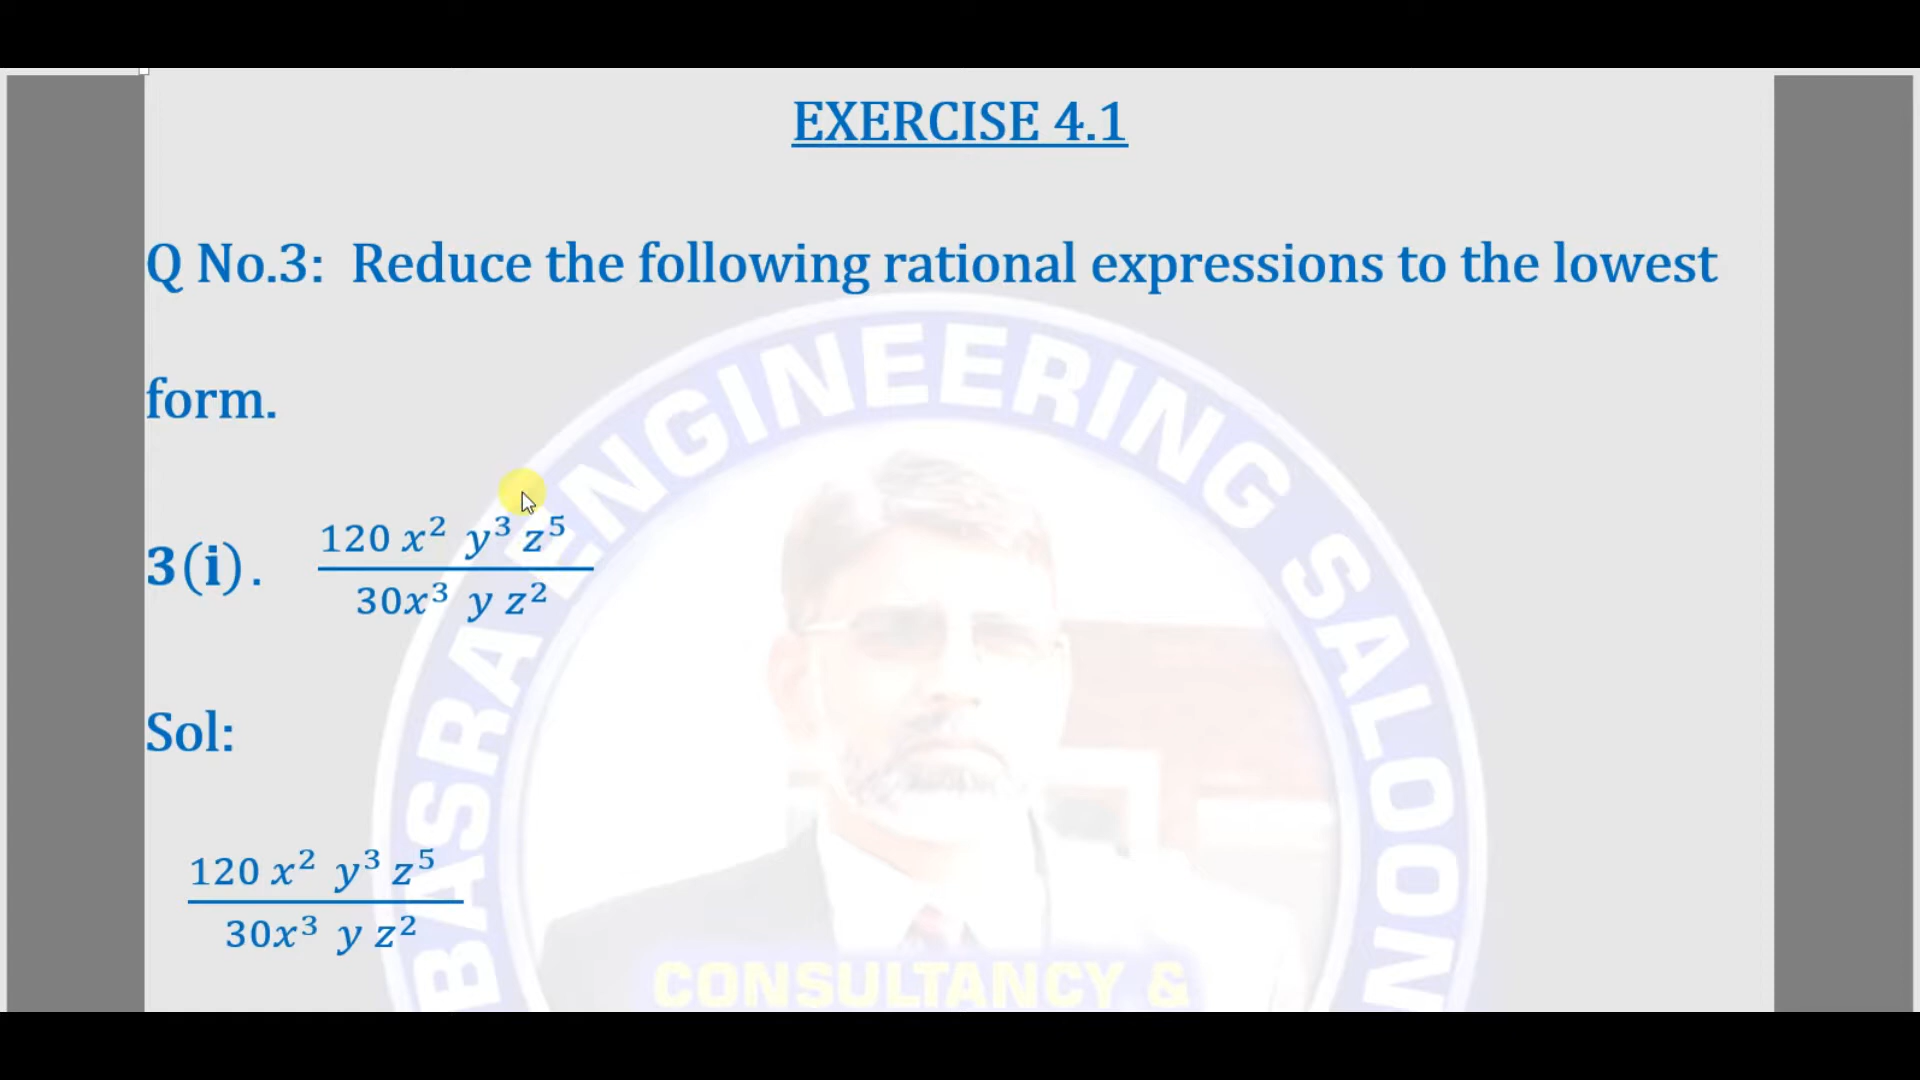 EXERCISE 4.1
Q No.3: Reduce the following rational expressions to the lowest
form.
3(i). 120 x² y³ z⁵
30x³ y z²
Sol:
120 x² y³ z⁵
30x³ y z²
BASRA ENGINEERING SALOON
CONSULTANCY &